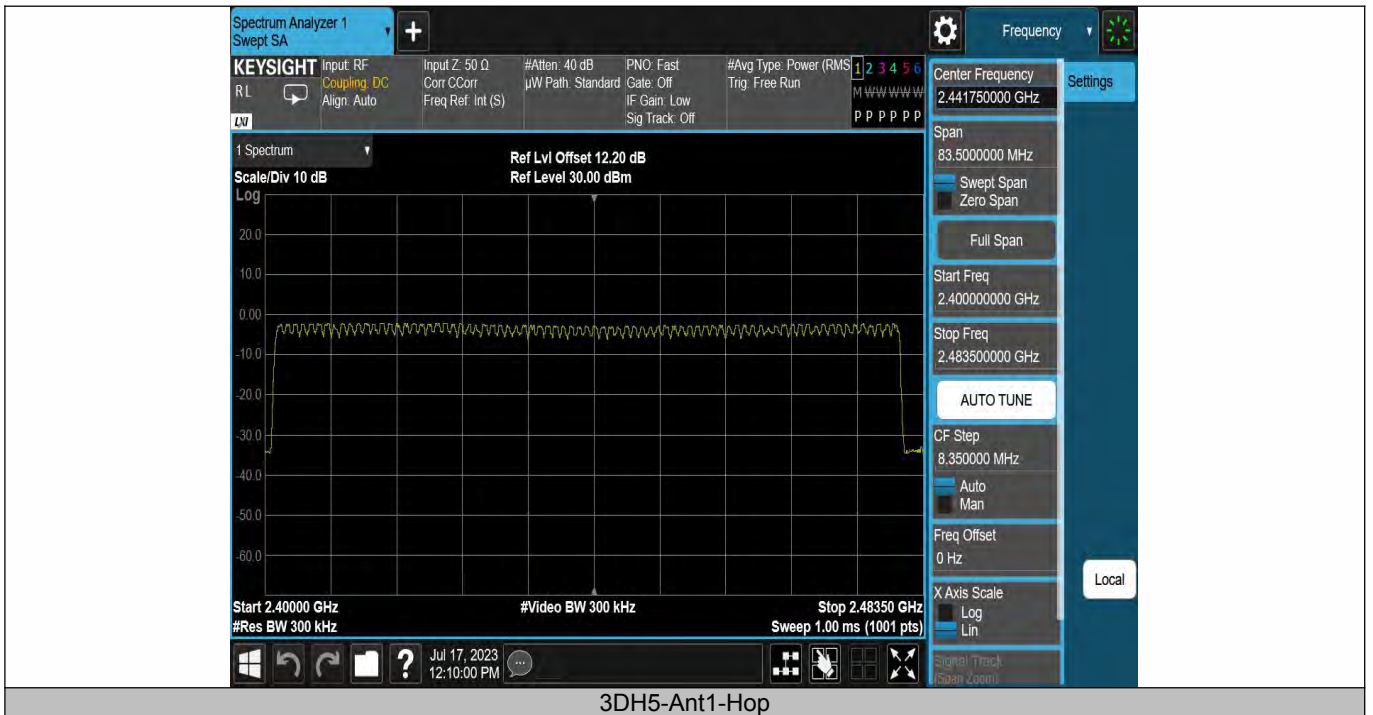 Spectrum Analyzer 1
Swept SA
+
Frequency
KEYSIGHT
RL
LXI
Input: RF
Coupling: DC
Align: Auto
Input Z: 50 Ω
Corr CCorr
Freq Ref: Int (S)
#Atten: 40 dB
µW Path: Standard
PNO: Fast
Gate: Off
IF Gain: Low
Sig Track: Off
#Avg Type: Power (RMS
Trig: Free Run
1 2 3 4 5 6
M W W W W W
P P P P P P
1 Spectrum
Scale/Div 10 dB
Ref Lvl Offset 12.20 dB
Ref Level 30.00 dBm
Log
20.0
10.0
0.00
-10.0
-20.0
-30.0
-40.0
-50.0
-60.0
Start 2.40000 GHz
#Res BW 300 kHz
#Video BW 300 kHz
Stop 2.48350 GHz
Sweep 1.00 ms (1001 pts)
Center Frequency
2.441750000 GHz
Settings
Span
83.5000000 MHz
Swept Span
Zero Span
Full Span
Start Freq
2.400000000 GHz
Stop Freq
2.483500000 GHz
AUTO TUNE
CF Step
8.350000 MHz
Auto
Man
Freq Offset
0 Hz
X Axis Scale
Log
Lin
Signal Track
(Span Zoom)
Local
?
Jul 17, 2023
12:10:00 PM
3DH5-Ant1-Hop